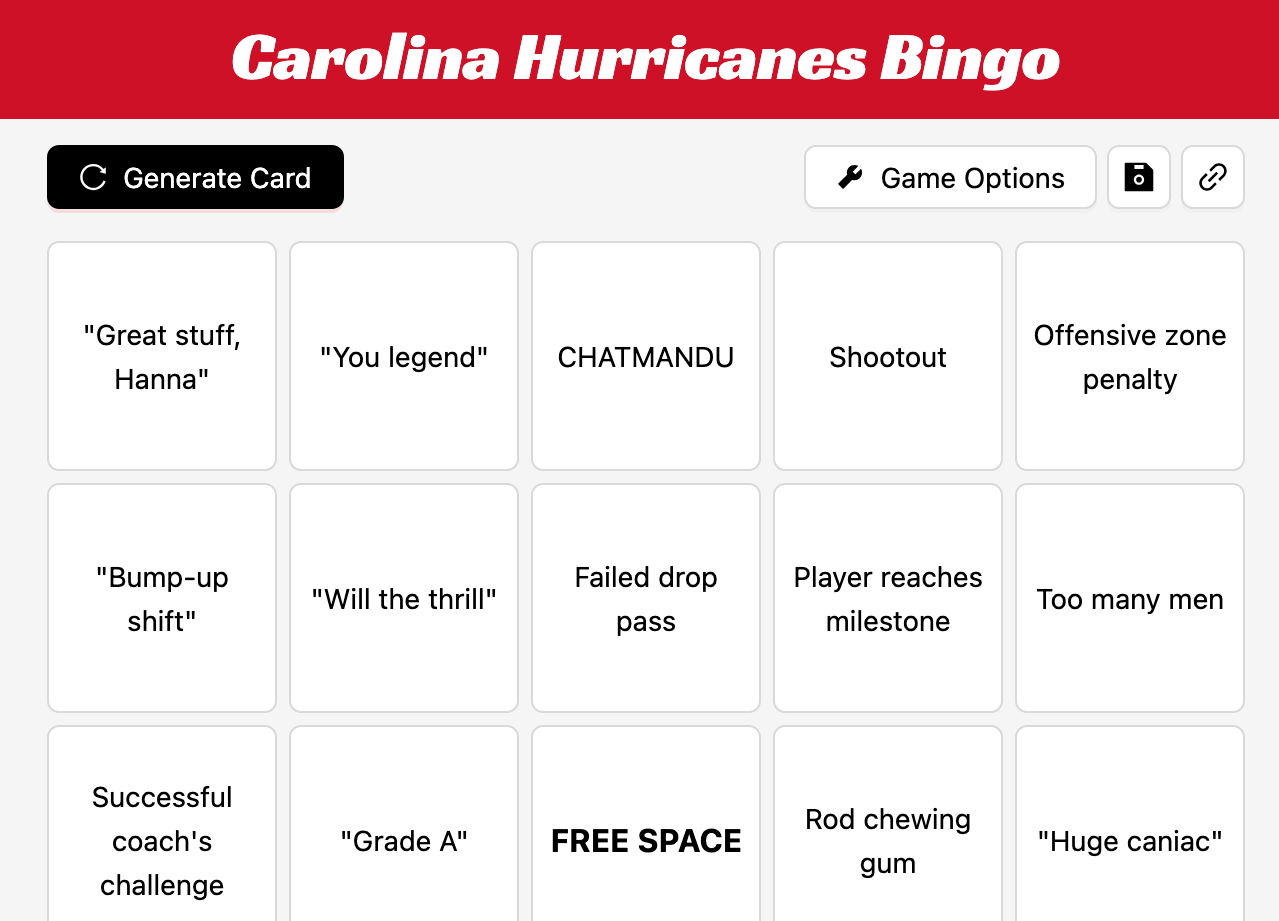 Carolina Hurricanes Bingo
Generate Card
Game Options
"Great stuff,
Hanna"
"You legend"
CHATMANDU
Shootout
Offensive zone
penalty
"Bump-up
shift"
"Will the thrill"
Failed drop
pass
Player reaches
milestone
Too many men
Successful
coach's
challenge
"Grade A"
FREE SPACE
Rod chewing
gum
"Huge caniac"